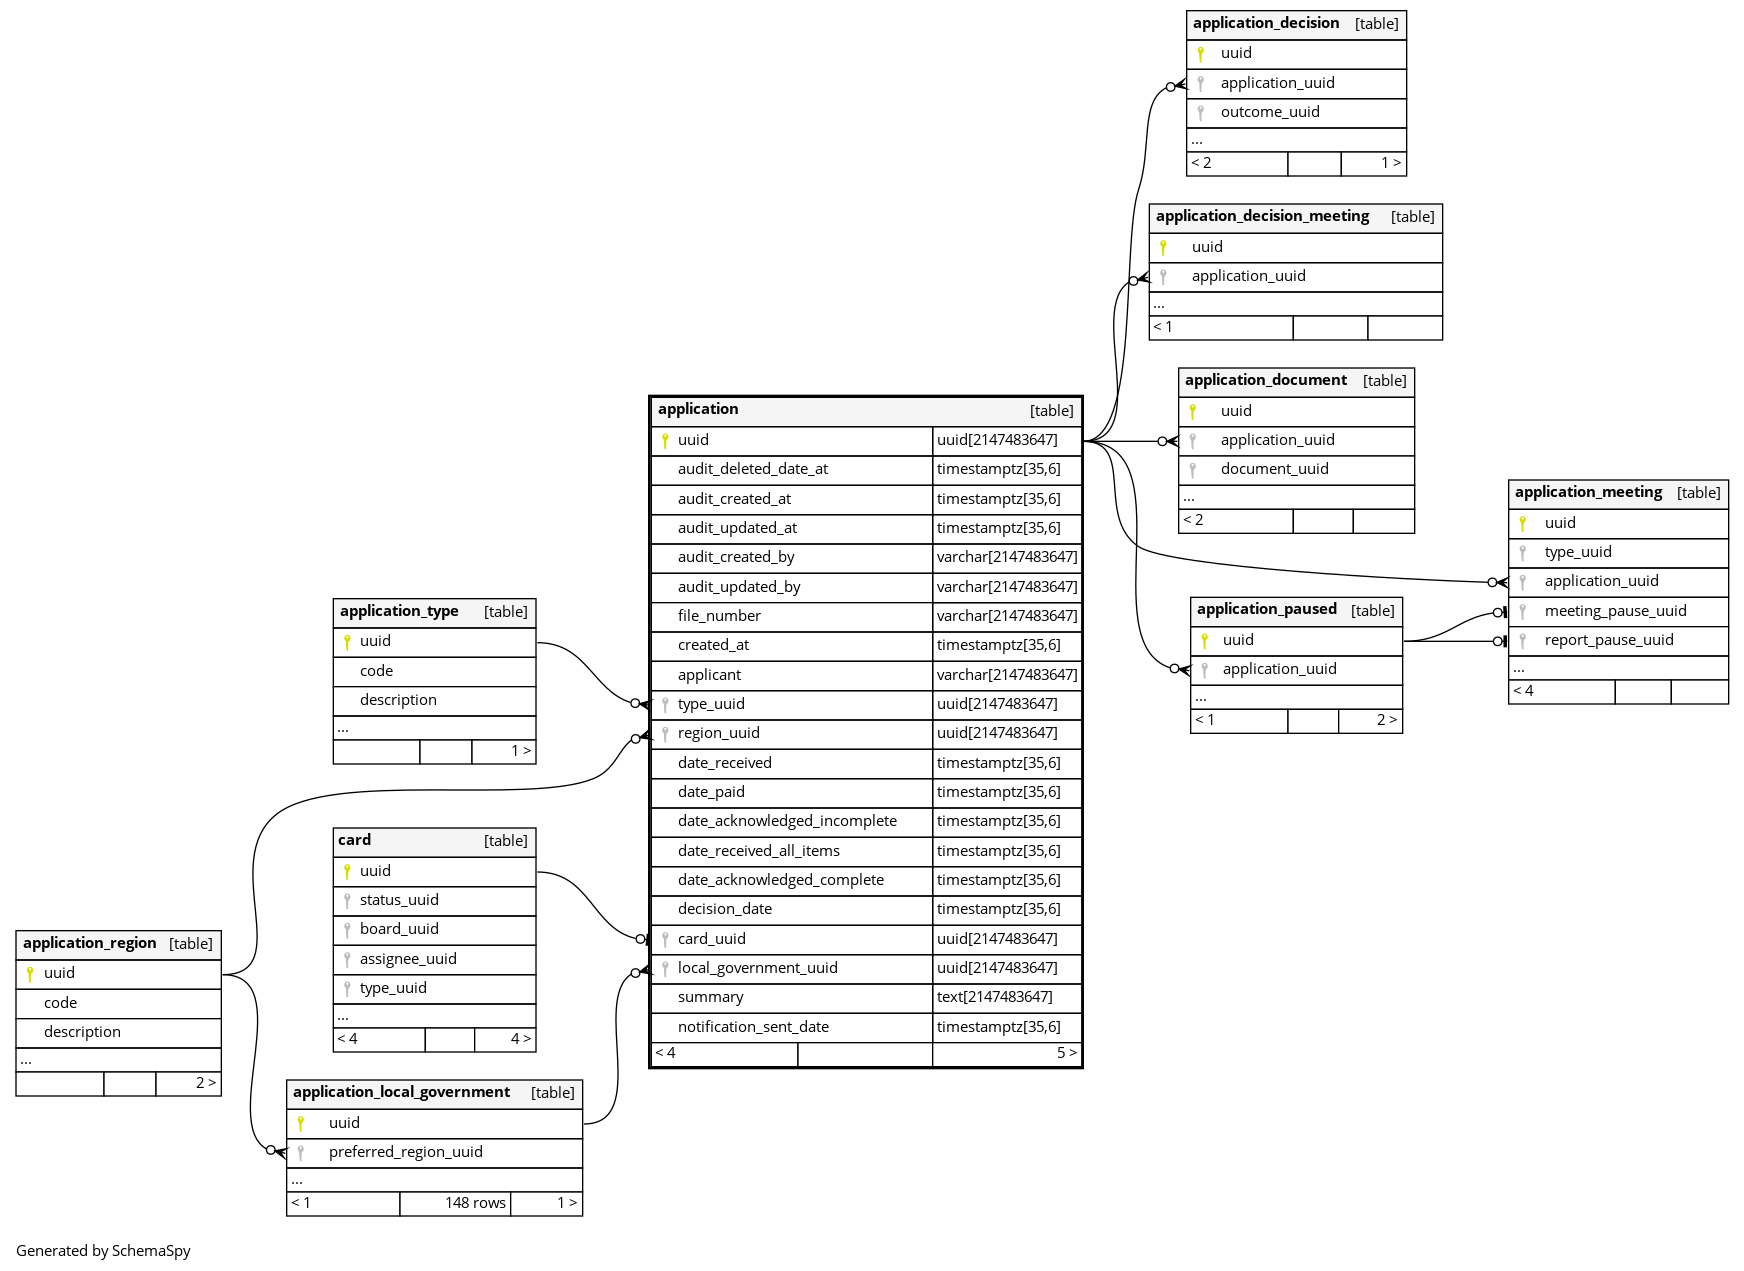 application_decision [table]
uuid
application_uuid
outcome_uuid
...
< 2 1 >
application_decision_meeting [table]
uuid
application_uuid
...
< 1
application_document [table]
uuid
application_uuid
document_uuid
...
< 2
application_meeting [table]
uuid
type_uuid
application_uuid
meeting_pause_uuid
report_pause_uuid
...
< 4
application_paused [table]
uuid
application_uuid
...
< 1 2 >
application [table]
uuid uuid[2147483647]
audit_deleted_date_at timestamptz[35,6]
audit_created_at timestamptz[35,6]
audit_updated_at timestamptz[35,6]
audit_created_by varchar[2147483647]
audit_updated_by varchar[2147483647]
file_number varchar[2147483647]
created_at timestamptz[35,6]
applicant varchar[2147483647]
type_uuid uuid[2147483647]
region_uuid uuid[2147483647]
date_received timestamptz[35,6]
date_paid timestamptz[35,6]
date_acknowledged_incomplete timestamptz[35,6]
date_received_all_items timestamptz[35,6]
date_acknowledged_complete timestamptz[35,6]
decision_date timestamptz[35,6]
card_uuid uuid[2147483647]
local_government_uuid uuid[2147483647]
summary text[2147483647]
notification_sent_date timestamptz[35,6]
< 4 5 >
application_type [table]
uuid
code
description
...
1 >
card [table]
uuid
status_uuid
board_uuid
assignee_uuid
type_uuid
...
< 4 4 >
application_region [table]
uuid
code
description
...
2 >
application_local_government [table]
uuid
preferred_region_uuid
...
< 1 148 rows 1 >
Generated by SchemaSpy